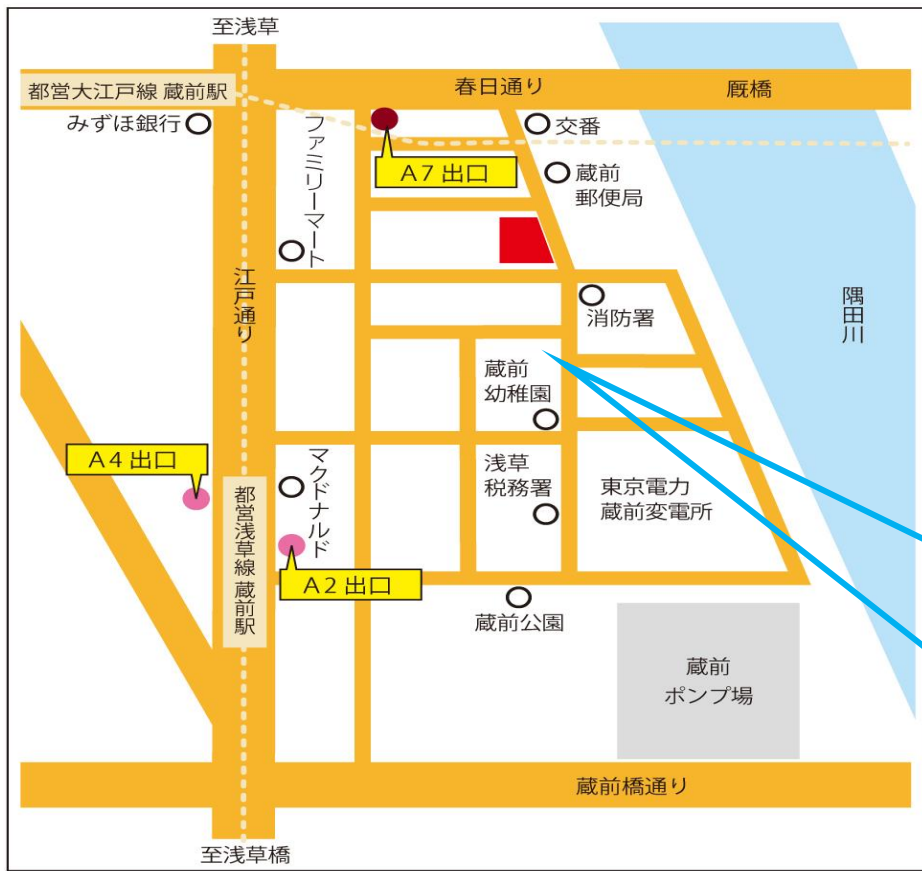 至浅草
都営大江戸線 蔵前駅
春日通り
厩橋
みずほ銀行
ファミリーマート
交番
A7 出口
蔵前
郵便局
江戸通り
消防署
隅田川
蔵前
幼稚園
A4 出口
マクドナルド
浅草
税務署
東京電力
蔵前変電所
都営浅草線 蔵前駅
A2 出口
蔵前公園
蔵前
ポンプ場
蔵前橋通り
至浅草橋